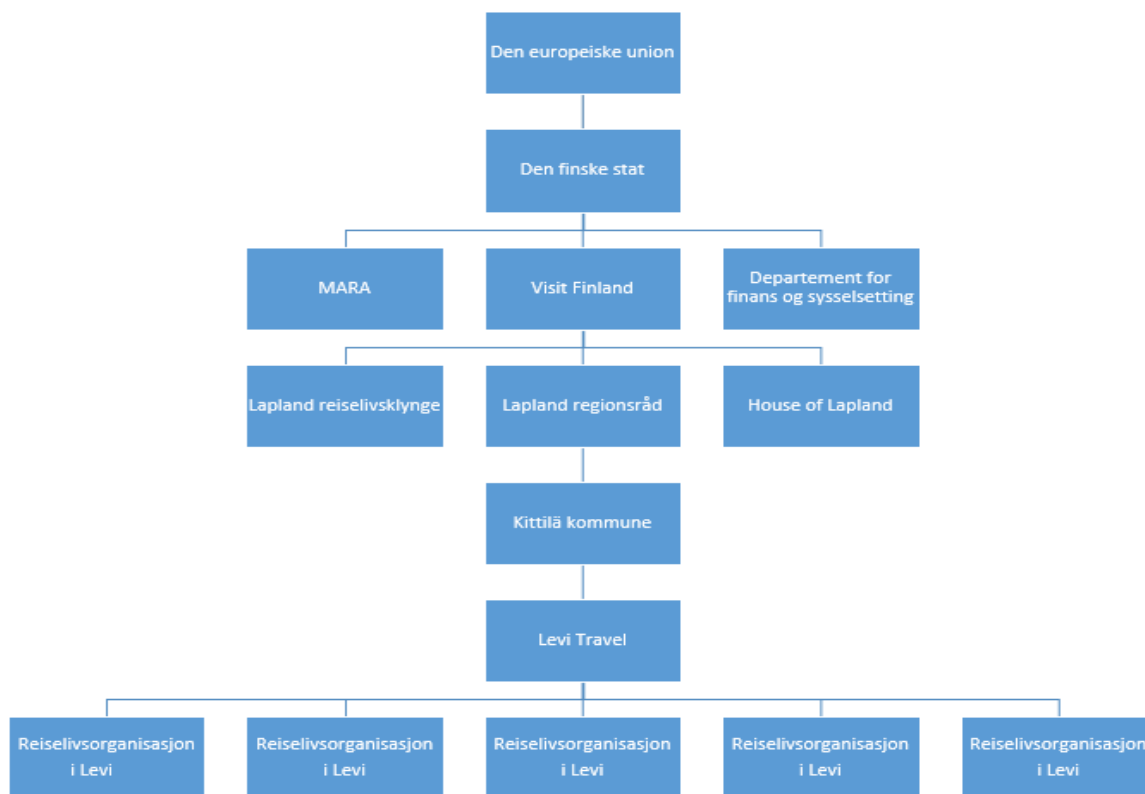 Den europeiske union
Den finske stat
MARA
Visit Finland
Departement for
finans og sysselsetting
Lapland reiselivsklynge
Lapland regionsråd
House of Lapland
Kittilä kommune
Levi Travel
Reiselivsorganisasjon
i Levi
Reiselivsorganisasjon
i Levi
Reiselivsorganisasjon
i Levi
Reiselivsorganisasjon
i Levi
Reiselivsorganisasjon
i Levi